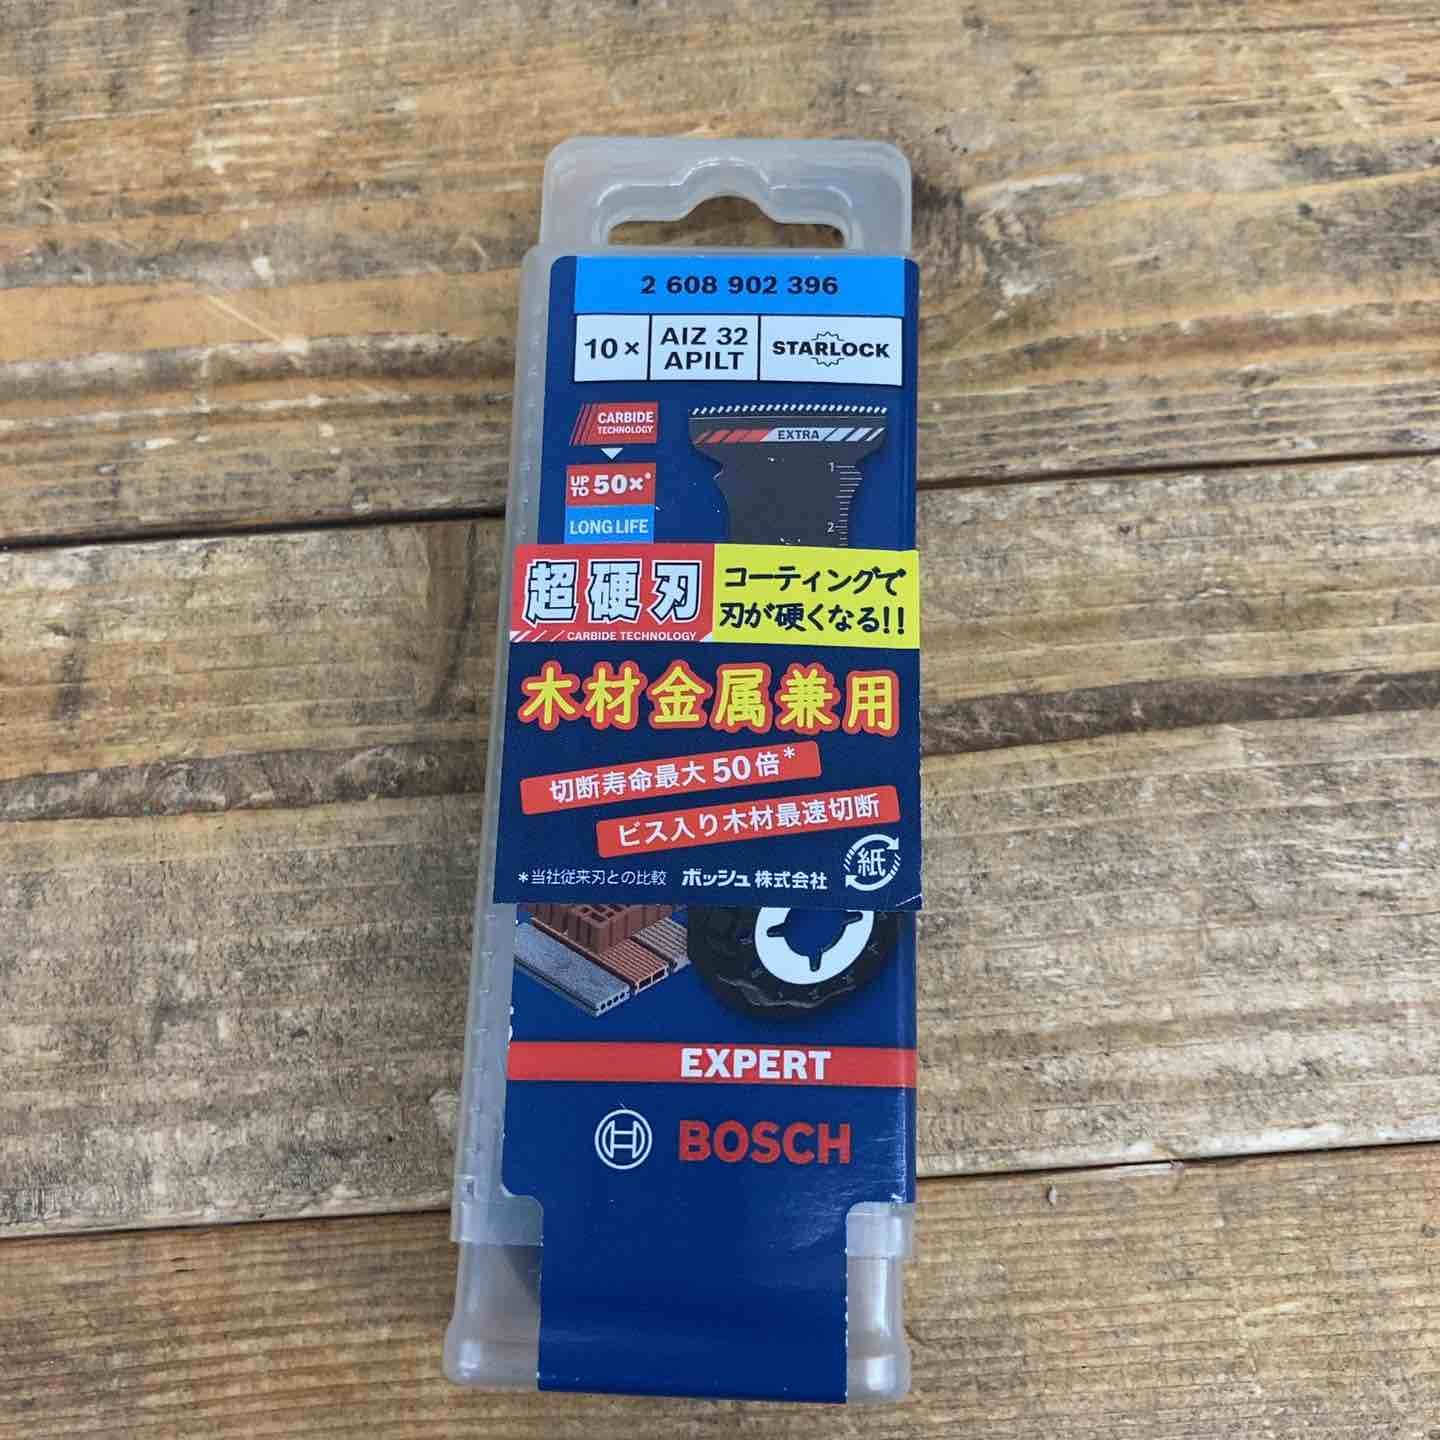 2 608 902 396
10×
AIZ 32
APILT
STARLOCK
CARBIDE
TECHNOLOGY
UP
TO 50×*
LONG LIFE
EXTRA
1
2
超硬刃
CARBIDE TECHNOLOGY
コーティングで
刃が硬くなる!!
木材金属兼用
切断寿命最大50倍*
ビス入り木材最速切断
*当社従来刃との比較 ボッシュ株式会社
紙
EXPERT
BOSCH